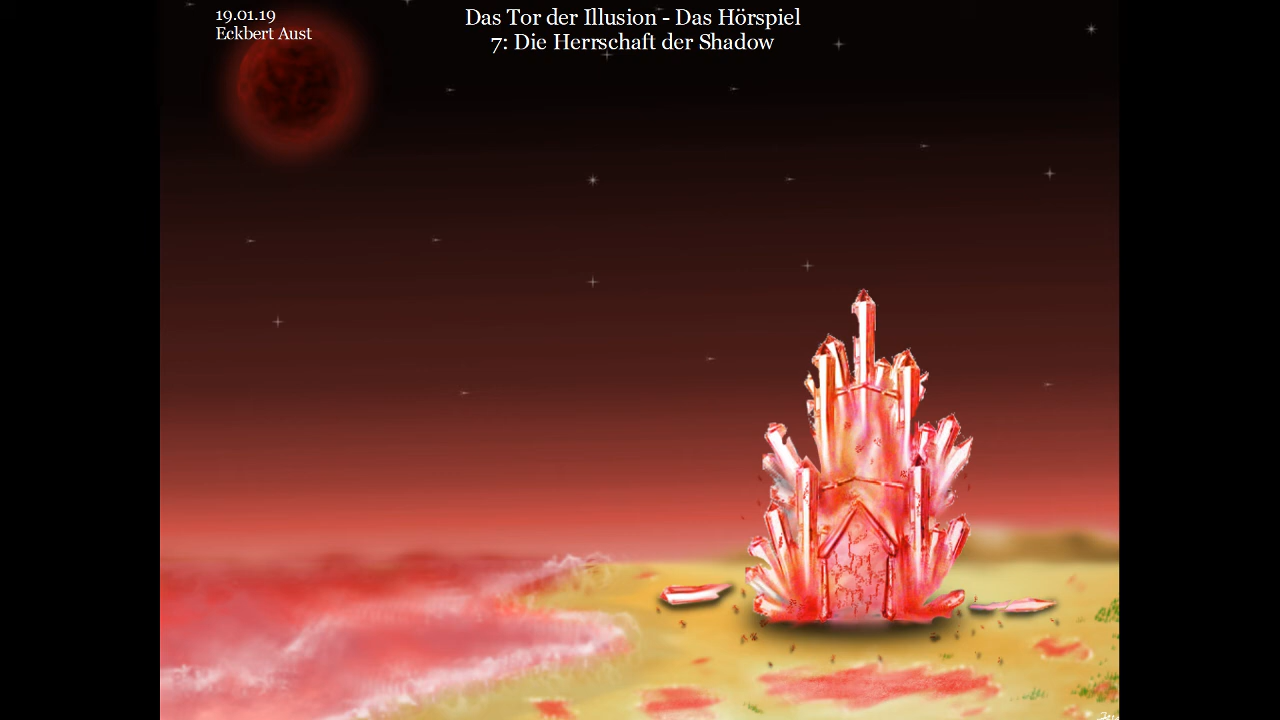 19.01.19
Eckbert Aust
Das Tor der Illusion - Das Hörspiel
7: Die Herrschaft der Shadow